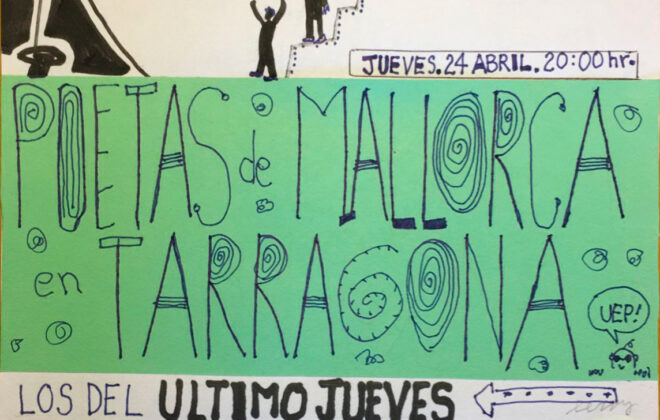 JUEVES. 24 ABRIL. 20:00 hr.
POETAS de MALLORCA
en TARRAGONA
UEP!
LOS DEL ULTIMO JUEVES